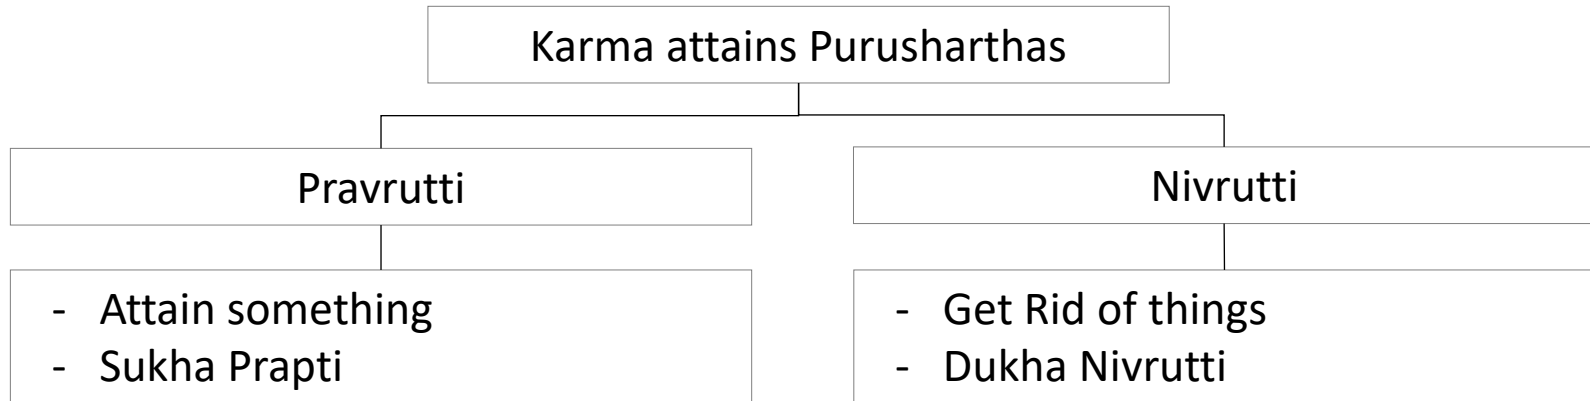 Karma attains Purusharthas
Pravrutti
Nivrutti
- Attain something
- Sukha Prapti
- Get Rid of things
- Dukha Nivrutti